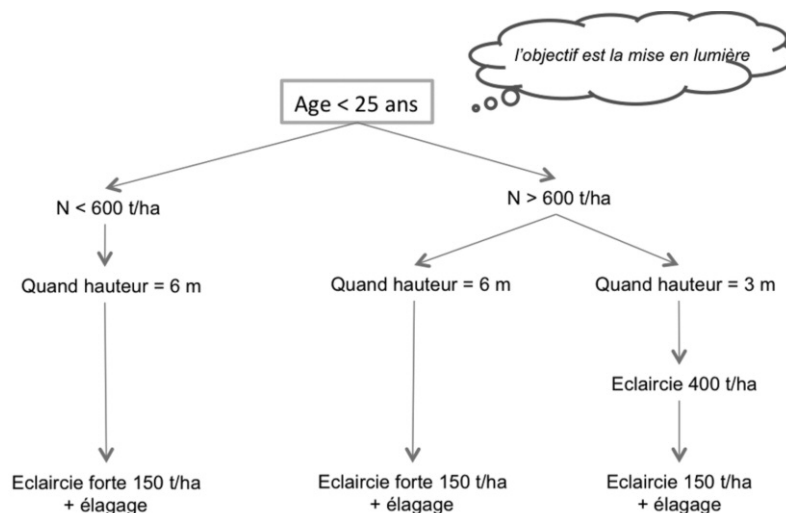 l'objectif est la mise en lumière
Age < 25 ans
N < 600 t/ha
N > 600 t/ha
Quand hauteur = 6 m
Quand hauteur = 6 m
Quand hauteur = 3 m
Eclaircie 400 t/ha
Eclaircie forte 150 t/ha
+ élagage
Eclaircie forte 150 t/ha
+ élagage
Eclaircie 150 t/ha
+ élagage